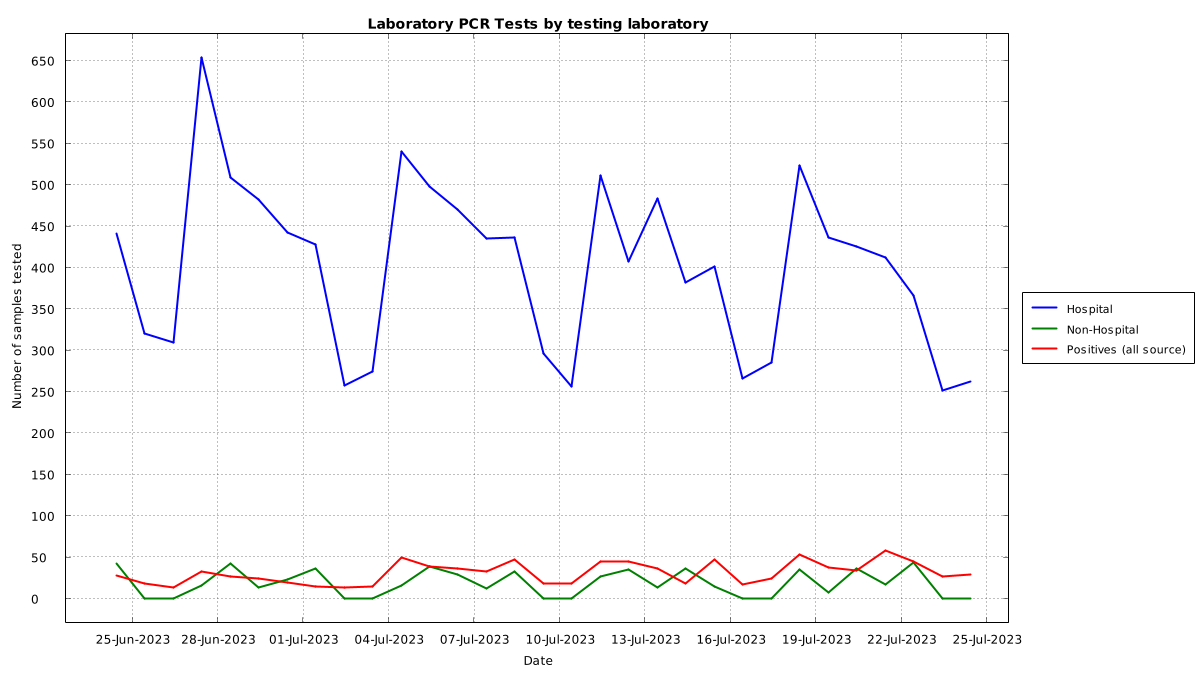 Laboratory PCR Tests by testing laboratory
650
600
550
500
450
400
350
300
250
200
150
100
50
0
Number of samples tested
25-Jun-2023 28-Jun-2023 01-Jul-2023 04-Jul-2023 07-Jul-2023 10-Jul-2023 13-Jul-2023 16-Jul-2023 19-Jul-2023 22-Jul-2023 25-Jul-2023
Date
Hospital
Non-Hospital
Positives (all source)